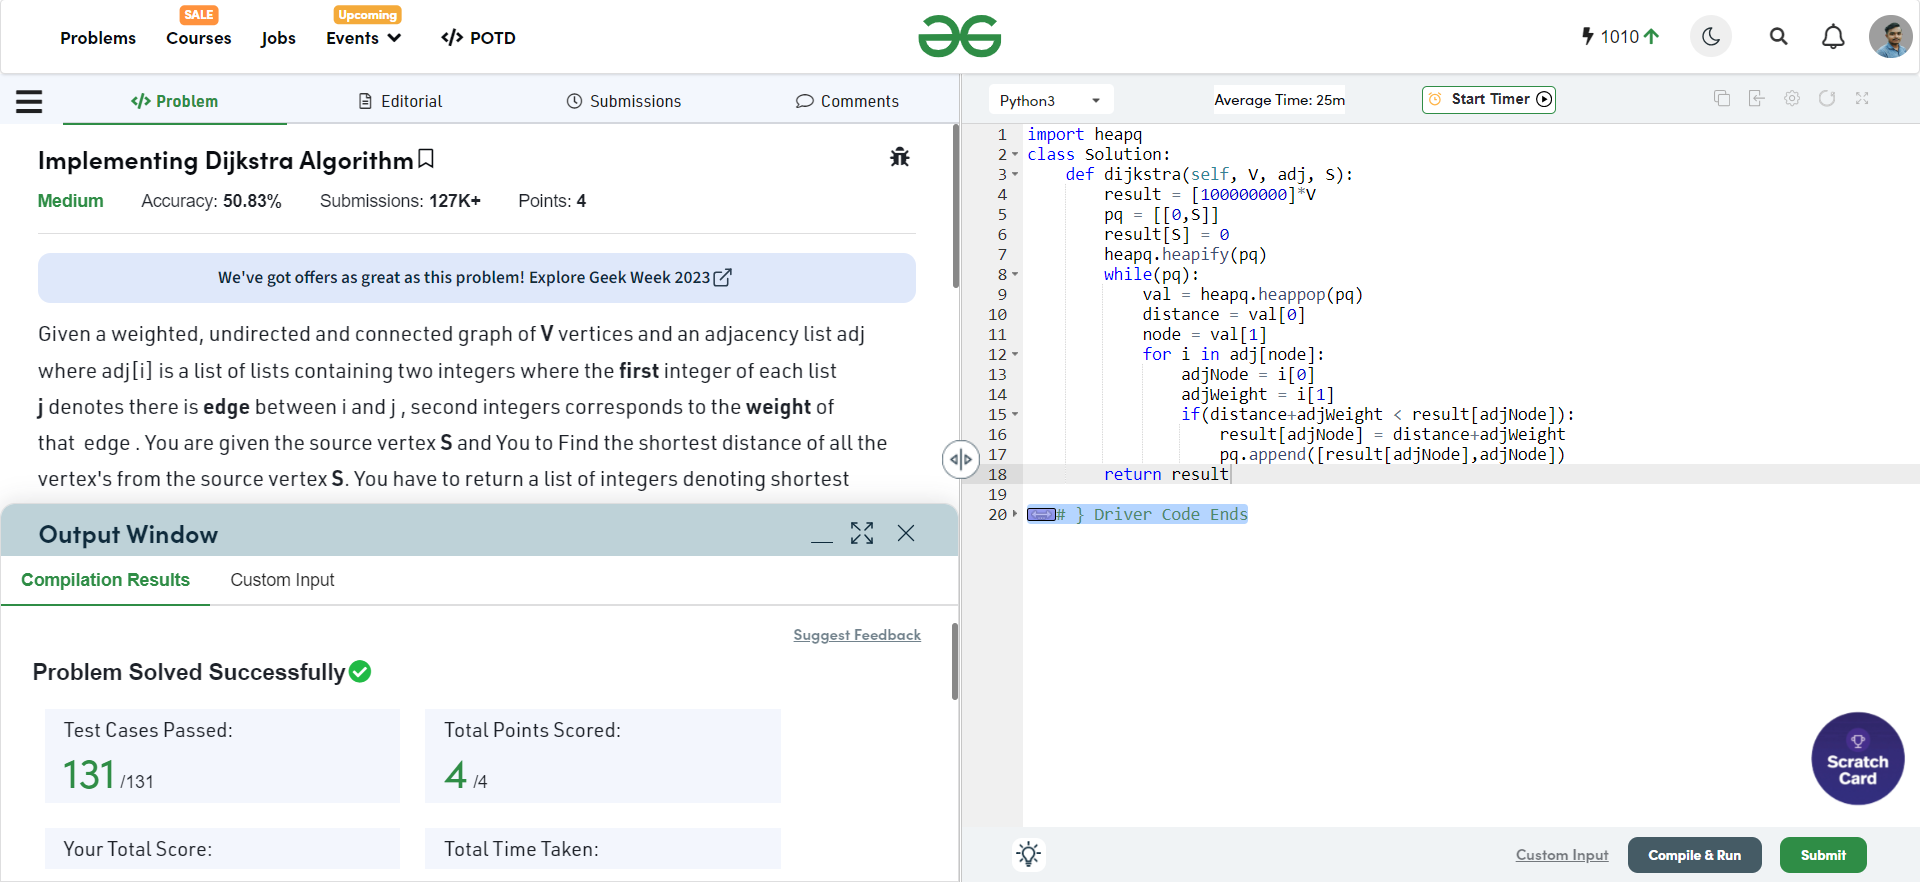 SALE
Upcoming
Problems Courses Jobs Events </> POTD
1010
</> Problem Editorial Submissions Comments
Implementing Dijkstra Algorithm
Medium Accuracy: 50.83% Submissions: 127K+ Points: 4
We've got offers as great as this problem! Explore Geek Week 2023
Given a weighted, undirected and connected graph of V vertices and an adjacency list adj
where adj[i] is a list of lists containing two integers where the first integer of each list
j denotes there is edge between i and j , second integers corresponds to the weight of
that edge . You are given the source vertex S and You to Find the shortest distance of all the
vertex's from the source vertex S. You have to return a list of integers denoting shortest
Output Window
Compilation Results Custom Input
Suggest Feedback
Problem Solved Successfully
Test Cases Passed:
131 /131
Total Points Scored:
4 /4
Your Total Score:
Total Time Taken:
Python3
Average Time: 25m
Start Timer
1 import heapq
2 class Solution:
3     def dijkstra(self, V, adj, S):
4         result = [100000000]*V
5         pq = [[0,S]]
6         result[S] = 0
7         heapq.heapify(pq)
8         while(pq):
9             val = heapq.heappop(pq)
10             distance = val[0]
11             node = val[1]
12             for i in adj[node]:
13                 adjNode = i[0]
14                 adjWeight = i[1]
15                 if(distance+adjWeight < result[adjNode]):
16                     result[adjNode] = distance+adjWeight
17                     pq.append([result[adjNode],adjNode])
18         return result
19
20 # } Driver Code Ends
Scratch
Card
Custom Input
Compile & Run
Submit